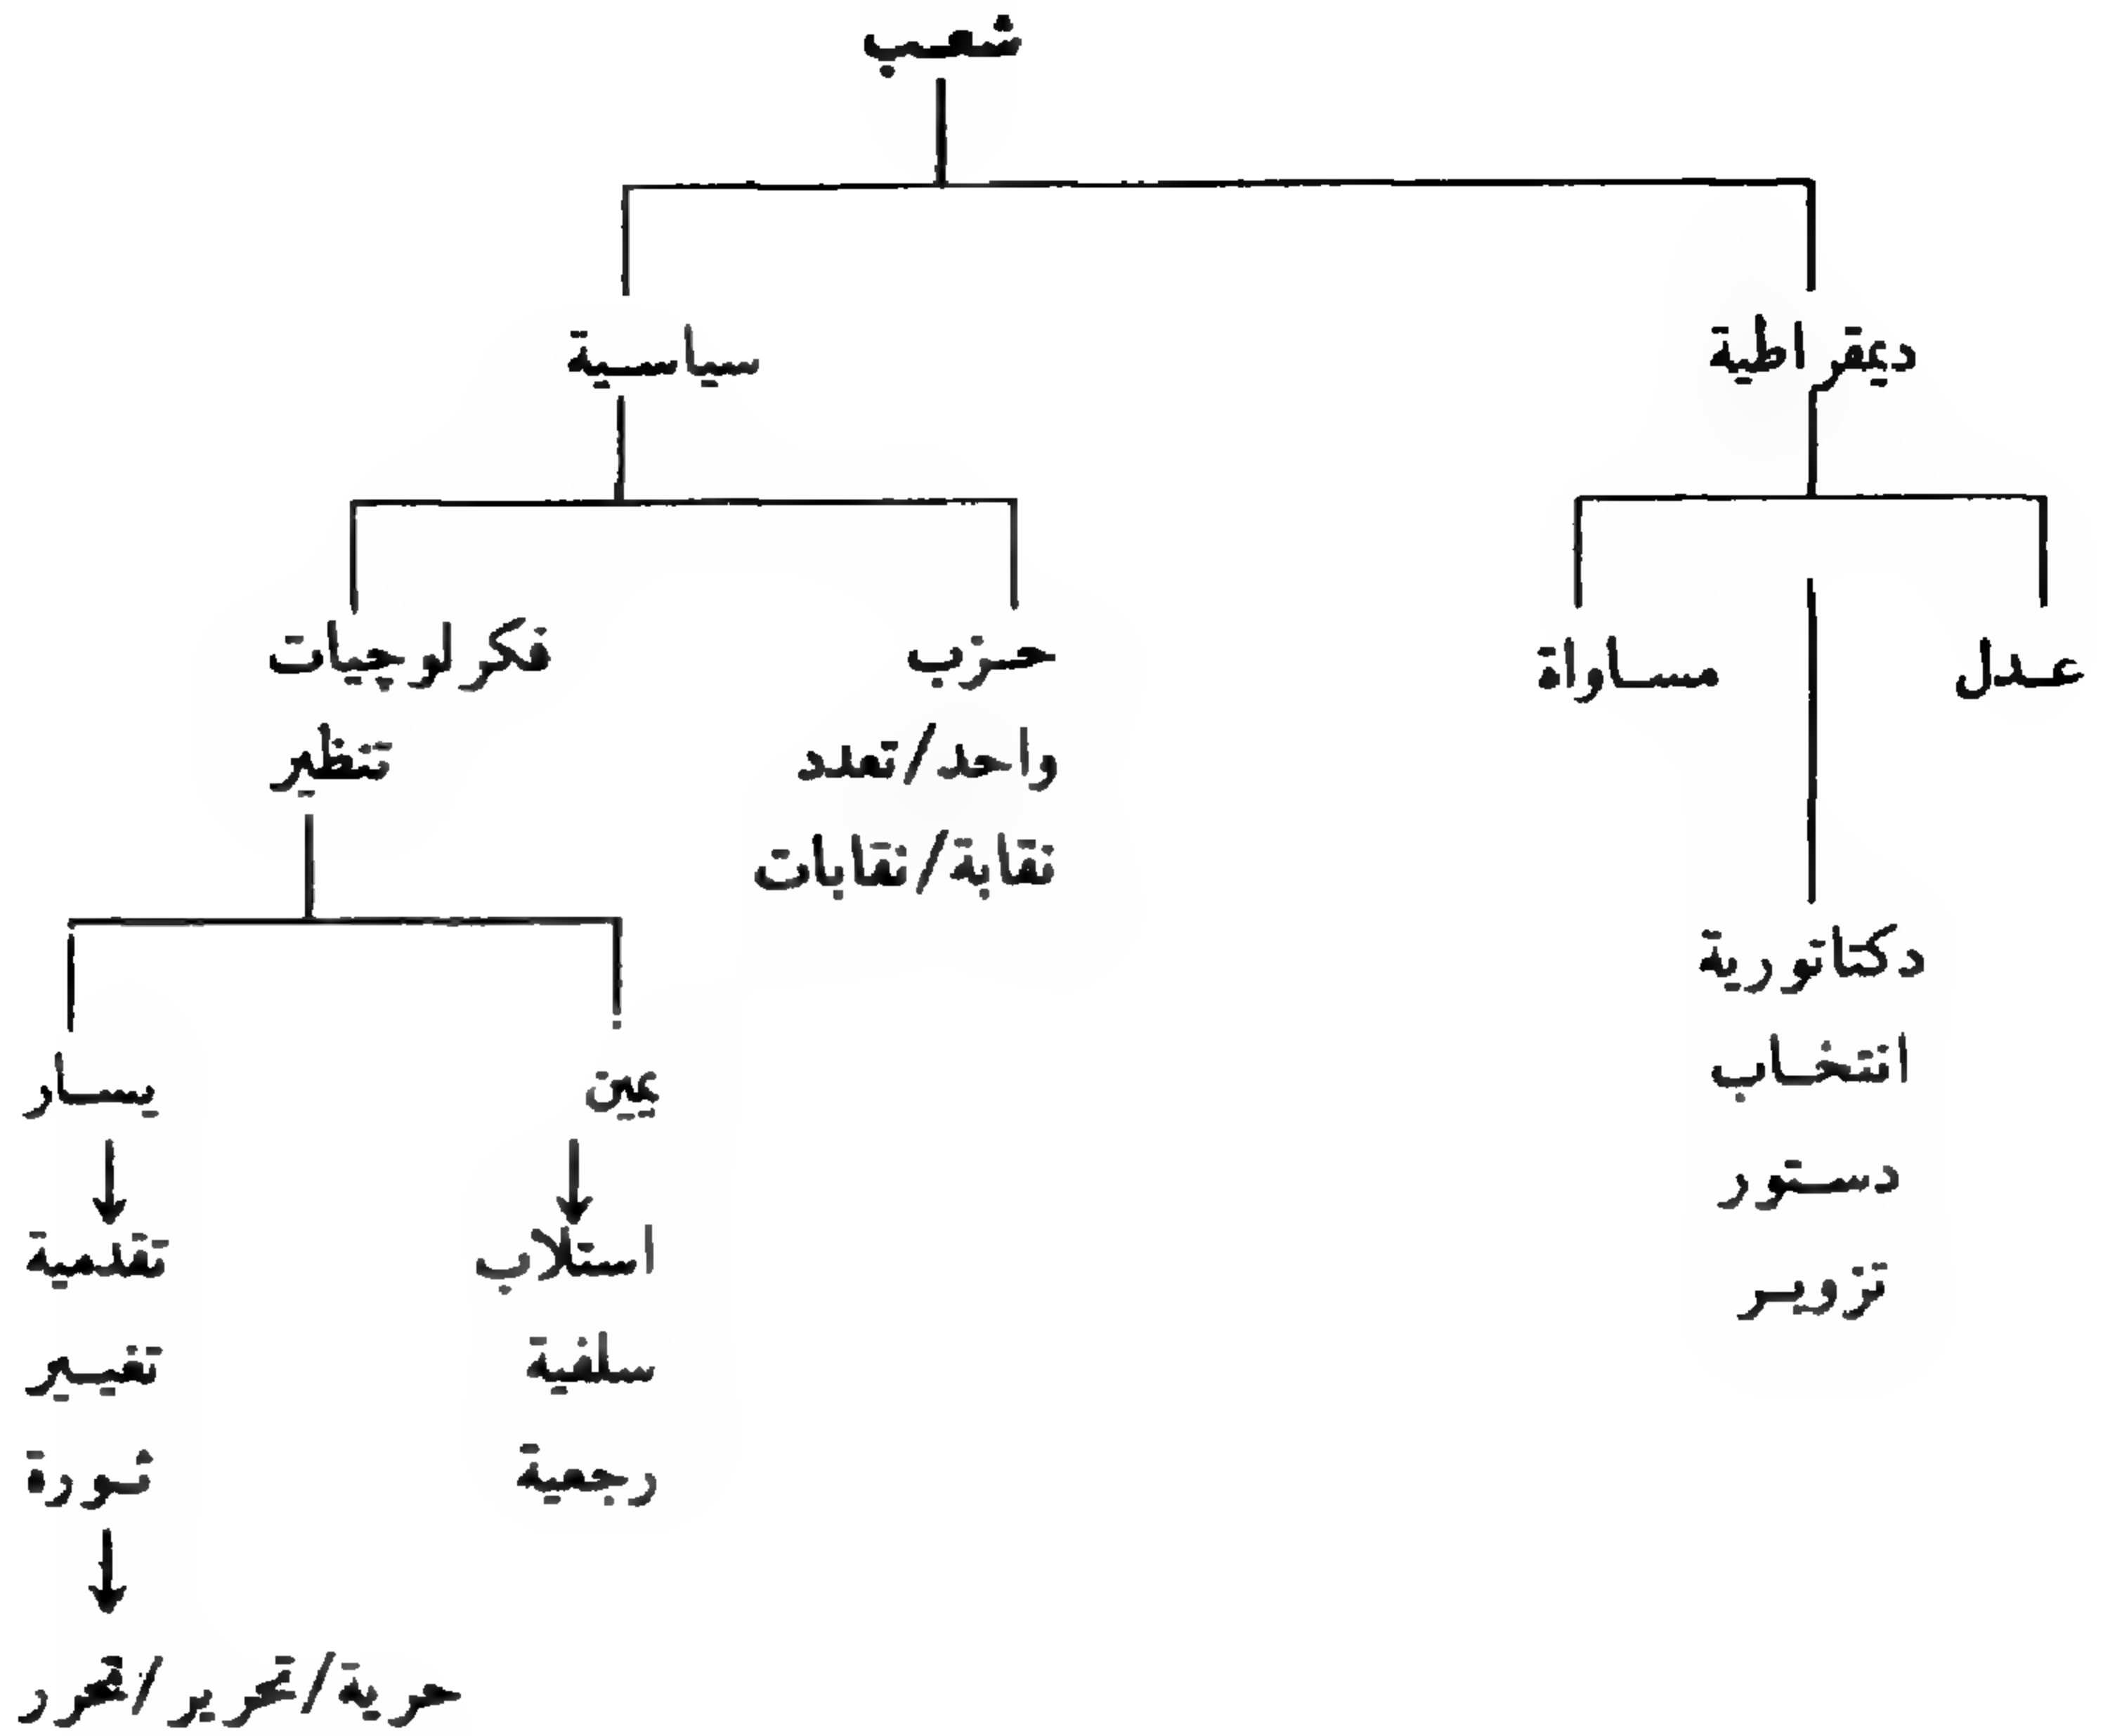 شعب
ديمقراطية
سياسية
عدل
مساواة
دكتاتورية
انتخاب
دستور
تزوير
حزب
واحد/تعدد
نقابة/نقابات
فكرلوجيات
تنظير
يمين
استلاب
سلفية
رجعية
يسار
تقدمية
تغيير
ثورة
حرية/تحرير/تحرر